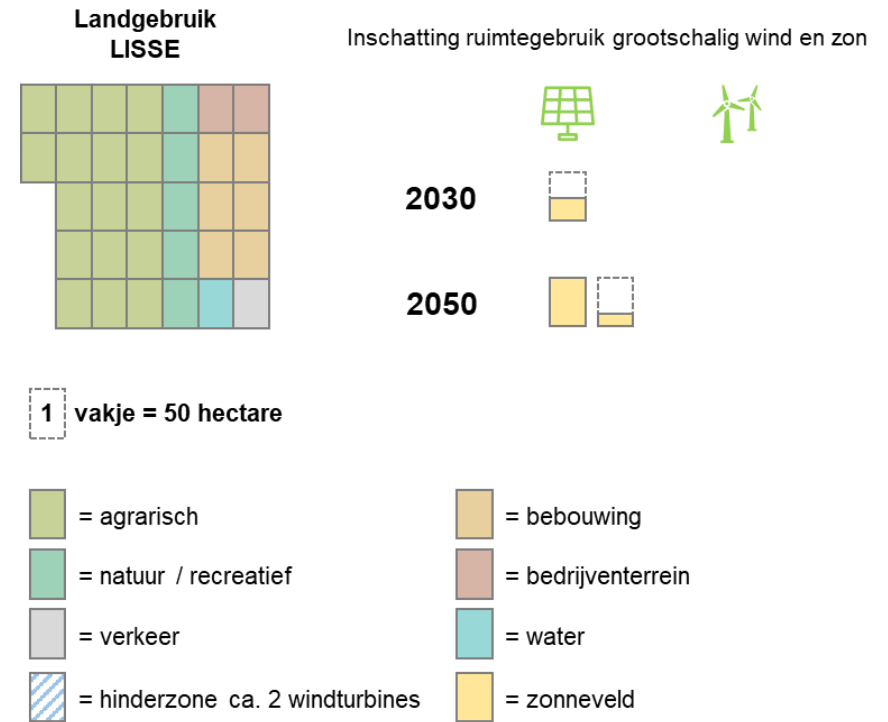 Landgebruik
LISSE
Inschatting ruimtegebruik grootschalig wind en zon
2030
2050
1 vakje = 50 hectare
= agrarisch
= bebouwing
= natuur / recreatief
= bedrijventerrein
= verkeer
= water
= hinderzone ca. 2 windturbines
= zonneveld